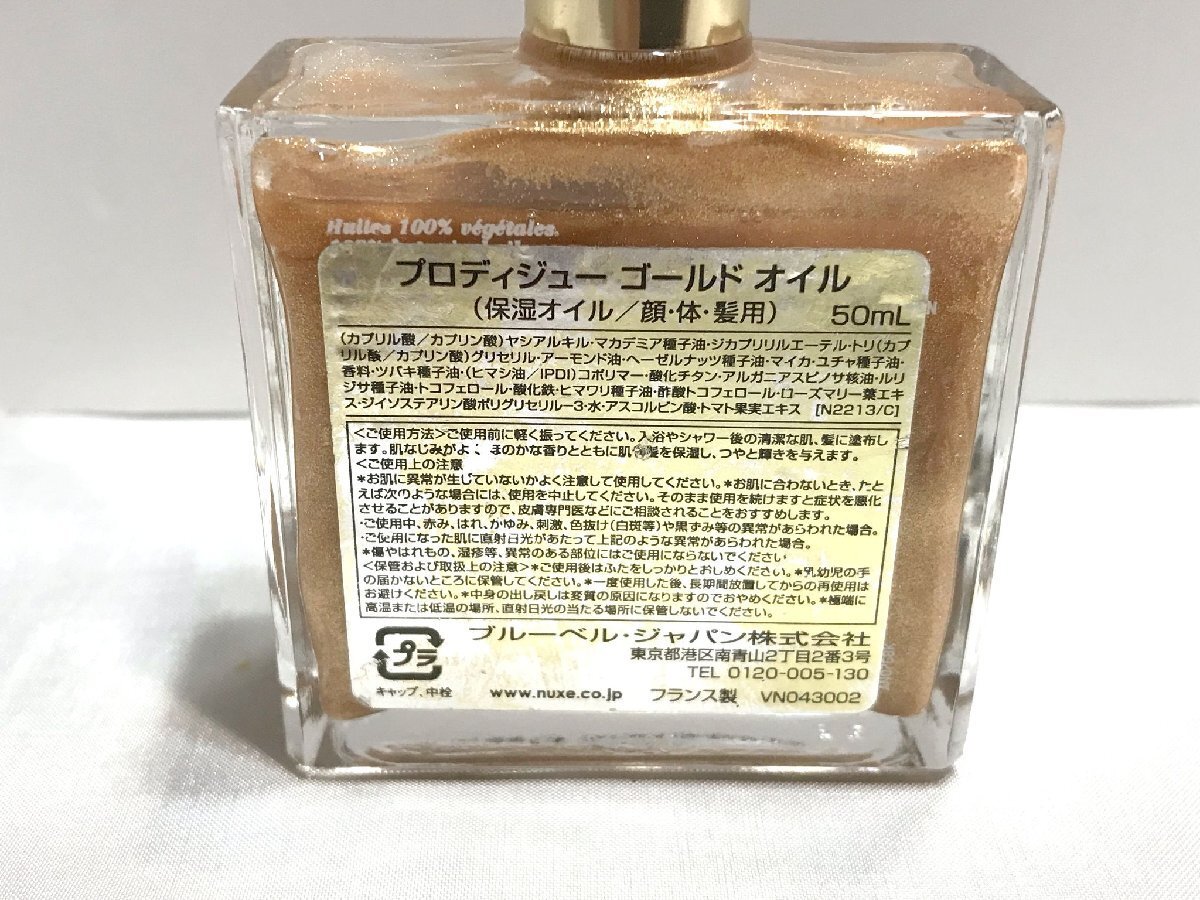 Huiles 100% végétales.
プロディジュー ゴールド オイル
(保湿オイル/顔・体・髪用) 50mL
(カプリル酸/カプリン酸)ヤシアルキル・マカデミア種子油・ジカプリリルエーテル・トリ(カプ
リル酸/カプリン酸)グリセリル・アーモンド油・ヘーゼルナッツ種子油・マイカ・ユチャ種子油・
香料・ツバキ種子油・(ヒマシ油/IPDI)コポリマー・酸化チタン・アルガニアスピノサ核油・ルリ
ジサ種子油・トコフェロール・酸化鉄・ヒマワリ種子油・酢酸トコフェロール・ローズマリー葉エキ
ス・ジイソステアリン酸ポリグリセリル-3・水・アスコルビン酸・トマト果実エキス [N2213/C]
<ご使用方法>ご使用前に軽く振ってください。入浴やシャワー後の清潔な肌、髪に塗布し
ます。肌なじみがよ ほのかな香りとともに肌 髪を保湿し、つやと輝きを与えます。
<ご使用上の注意>
*お肌に異常が生じていないかよく注意して使用してください。*お肌に合わないとき、たと
えば次のような場合には、使用を中止してください。そのまま使用を続けますと症状を悪化
させることがありますので、皮膚専門医などにご相談されることをおすすめします。
・ご使用中、赤み、はれ、かゆみ、刺激、色抜け(白斑等)や黒ずみ等の異常があらわれた場合。
・ご使用になった肌に直射日光があたって上記のような異常があらわれた場合。
*傷やはれもの、湿疹等、異常のある部位にはご使用にならないでください
<保管および取扱上の注意>*ご使用後はふたをしっかりとおしめください。*乳幼児の手
の届かないところに保管してください。*一度使用した後、長期間放置してからの再使用は
お避けください。*中身の出し戻しは変質の原因になりますのでおやめください。*極端に
高温または低温の場所、直射日光の当たる場所に保管しないでください。
プラ
キャップ、中栓
ブルーベル・ジャパン株式会社
東京都港区南青山2丁目2番3号
TEL 0120-005-130
www.nuxe.co.jp フランス製 VN043002